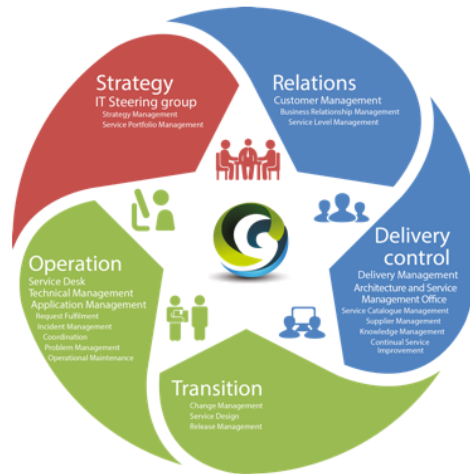 Strategy
IT Steering group
Strategy Management
Service Portfolio Management
Relations
Customer Management
Business Relationship Management
Service Level Management
Delivery
control
Delivery Management
Architecture and Service
Management Office
Service Catalogue Management
Supplier Management
Knowledge Management
Continual Service
Improvement
Operation
Service Desk
Technical Management
Application Management
Request Fulfilment
Incident Management
Coordination
Problem Management
Operational Maintenance
Transition
Change Management
Service Design
Release Management